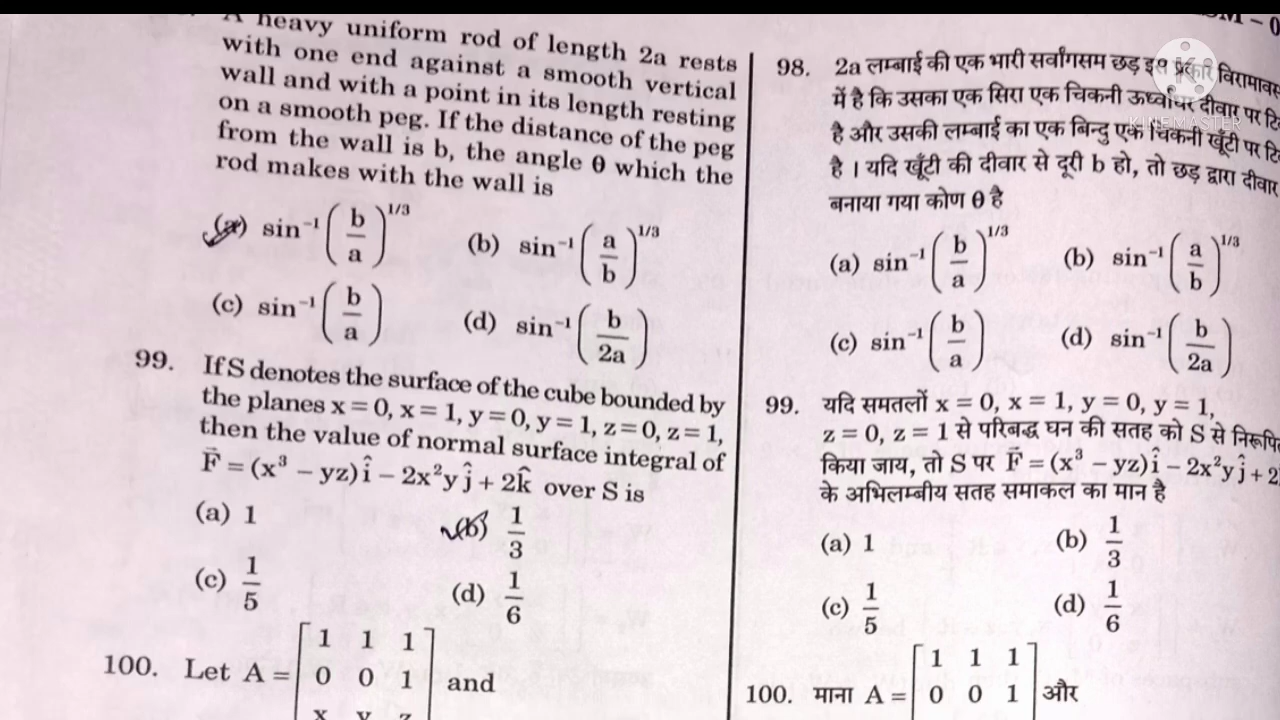 A heavy uniform rod of length 2a rests
with one end against a smooth vertical
wall and with a point in its length resting
on a smooth peg. If the distance of the peg
from the wall is b, the angle θ which the
rod makes with the wall is
(a) sin⁻¹ (b/a)^1/3
(b) sin⁻¹ (a/b)^1/3
(c) sin⁻¹ (b/a)
(d) sin⁻¹ (b/2a)
99. If S denotes the surface of the cube bounded by
the planes x = 0, x = 1, y = 0, y = 1, z = 0, z = 1,
then the value of normal surface integral of
F⃗ = (x³ – yz) î – 2x²y ĵ + 2k̂ over S is
(a) 1
(b) 1/3
(c) 1/5
(d) 1/6
100. Let A = [1 1 1
0 0 1
x y z] and
98. 2a लम्बाई की एक भारी सर्वांगसम छड़ इस प्रकार
में है कि उसका एक सिरा एक चिकनी ऊर्ध्वाधर दीवार पर
है और उसकी लम्बाई का एक बिन्दु एक चिकनी खूँटी पर
है । यदि खूँटी की दीवार से दूरी b हो, तो छड़ द्वारा दीवार
बनाया गया कोण θ है
(a) sin⁻¹ (b/a)^1/3
(b) sin⁻¹ (a/b)^1/3
(c) sin⁻¹ (b/a)
(d) sin⁻¹ (b/2a)
99. यदि समतलों x = 0, x = 1, y = 0, y = 1,
z = 0, z = 1 से परिबद्ध घन की सतह को S से
किया जाय, तो S पर F⃗ = (x³ – yz) î – 2x²y ĵ + 2
के अभिलम्बीय सतह समाकल का मान है
(a) 1
(b) 1/3
(c) 1/5
(d) 1/6
100. माना A = [1 1 1
0 0 1] और
KINEMASTER